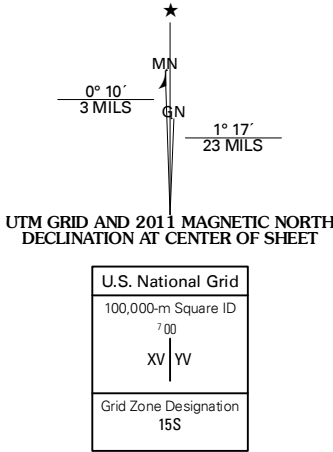 ★
MN
0° 10´
3 MILS
GN
1° 17´
23 MILS
UTM GRID AND 2011 MAGNETIC NORTH
DECLINATION AT CENTER OF SHEET
U.S. National Grid
100,000-m Square ID
⁷00
XV YV
Grid Zone Designation
15S